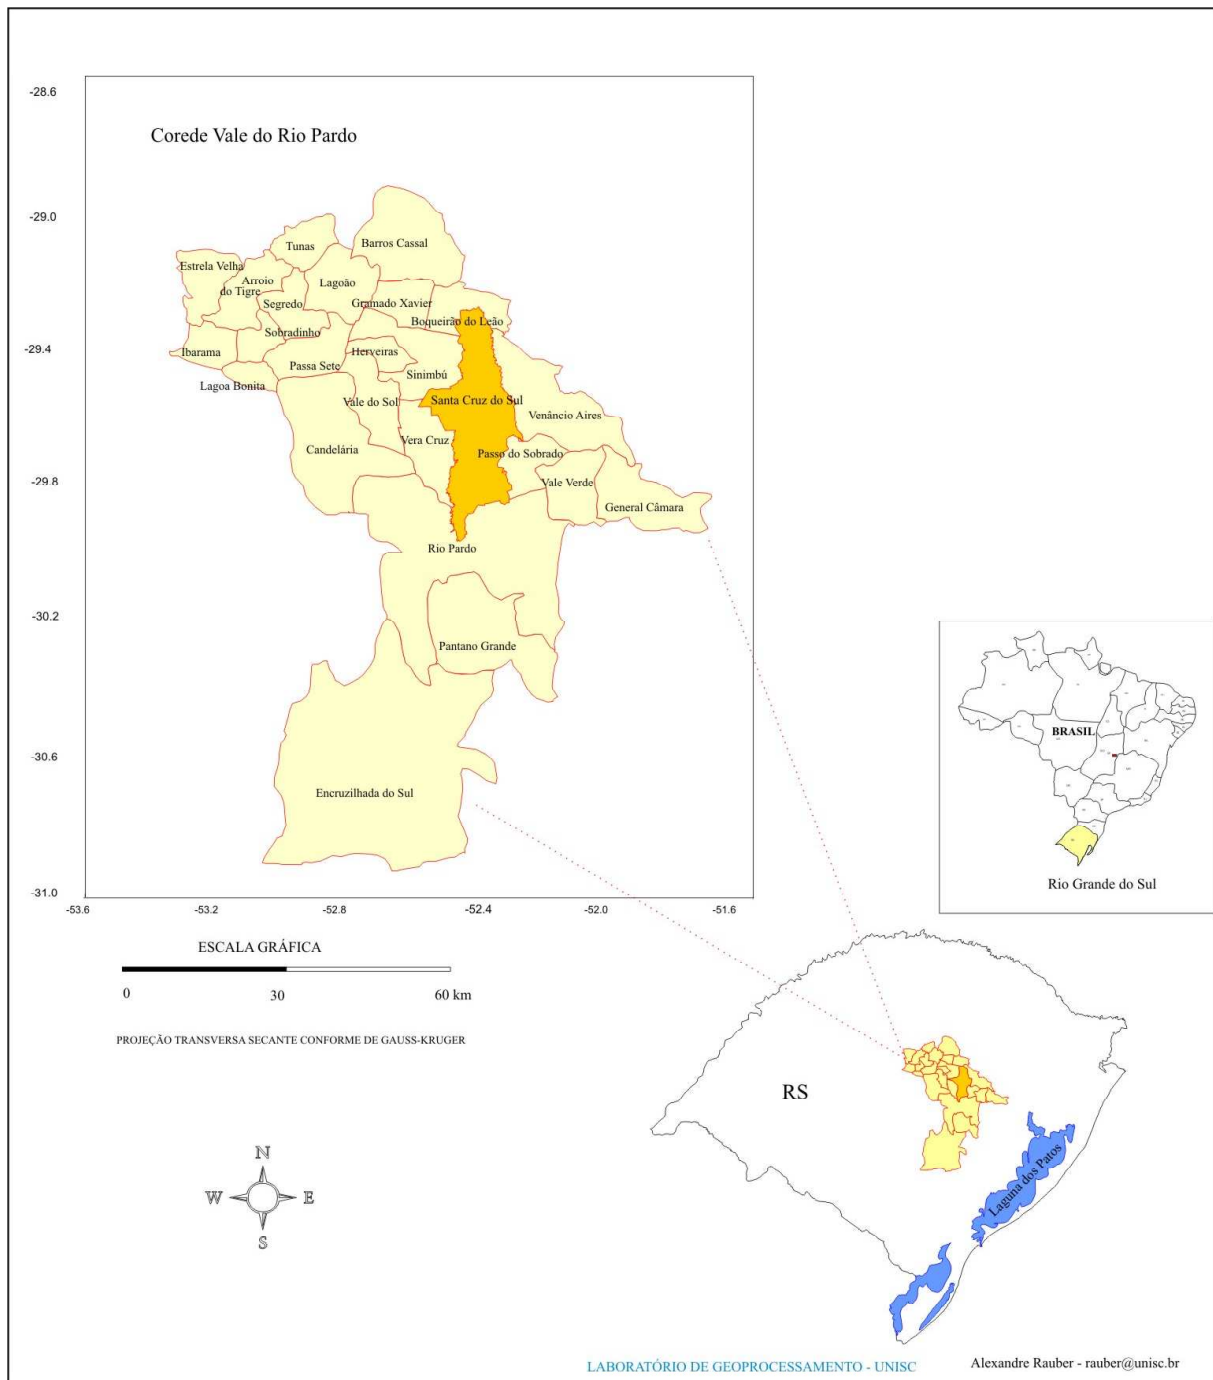 -28.6
Corede Vale do Rio Pardo
-29.0
Tunas
Barros Cassal
Estrela Velha
Arroio
do Tigre
Lagoão
Segredo
Gramado Xavier
Boqueirão do Leão
Sobradinho
-29.4
Ibarama
Herveiras
Passa Sete
Sinimbú
Lagoa Bonita
Vale do Sol
Santa Cruz do Sul
Venâncio Aires
Vera Cruz
Candelária
Passo do Sobrado
-29.8
Vale Verde
General Câmara
Rio Pardo
-30.2
Pantano Grande
-30.6
Encruzilhada do Sul
-31.0
-53.6
-53.2
-52.8
-52.4
-52.0
-51.6
BRASIL
Rio Grande do Sul
ESCALA GRÁFICA
0
30
60 km
PROJEÇÃO TRANSVERSA SECANTE CONFORME DE GAUSS-KRUGER
RS
Laguna dos Patos
N
W
E
S
LABORATÓRIO DE GEOPROCESSAMENTO - UNISC
Alexandre Rauber - rauber@unisc.br